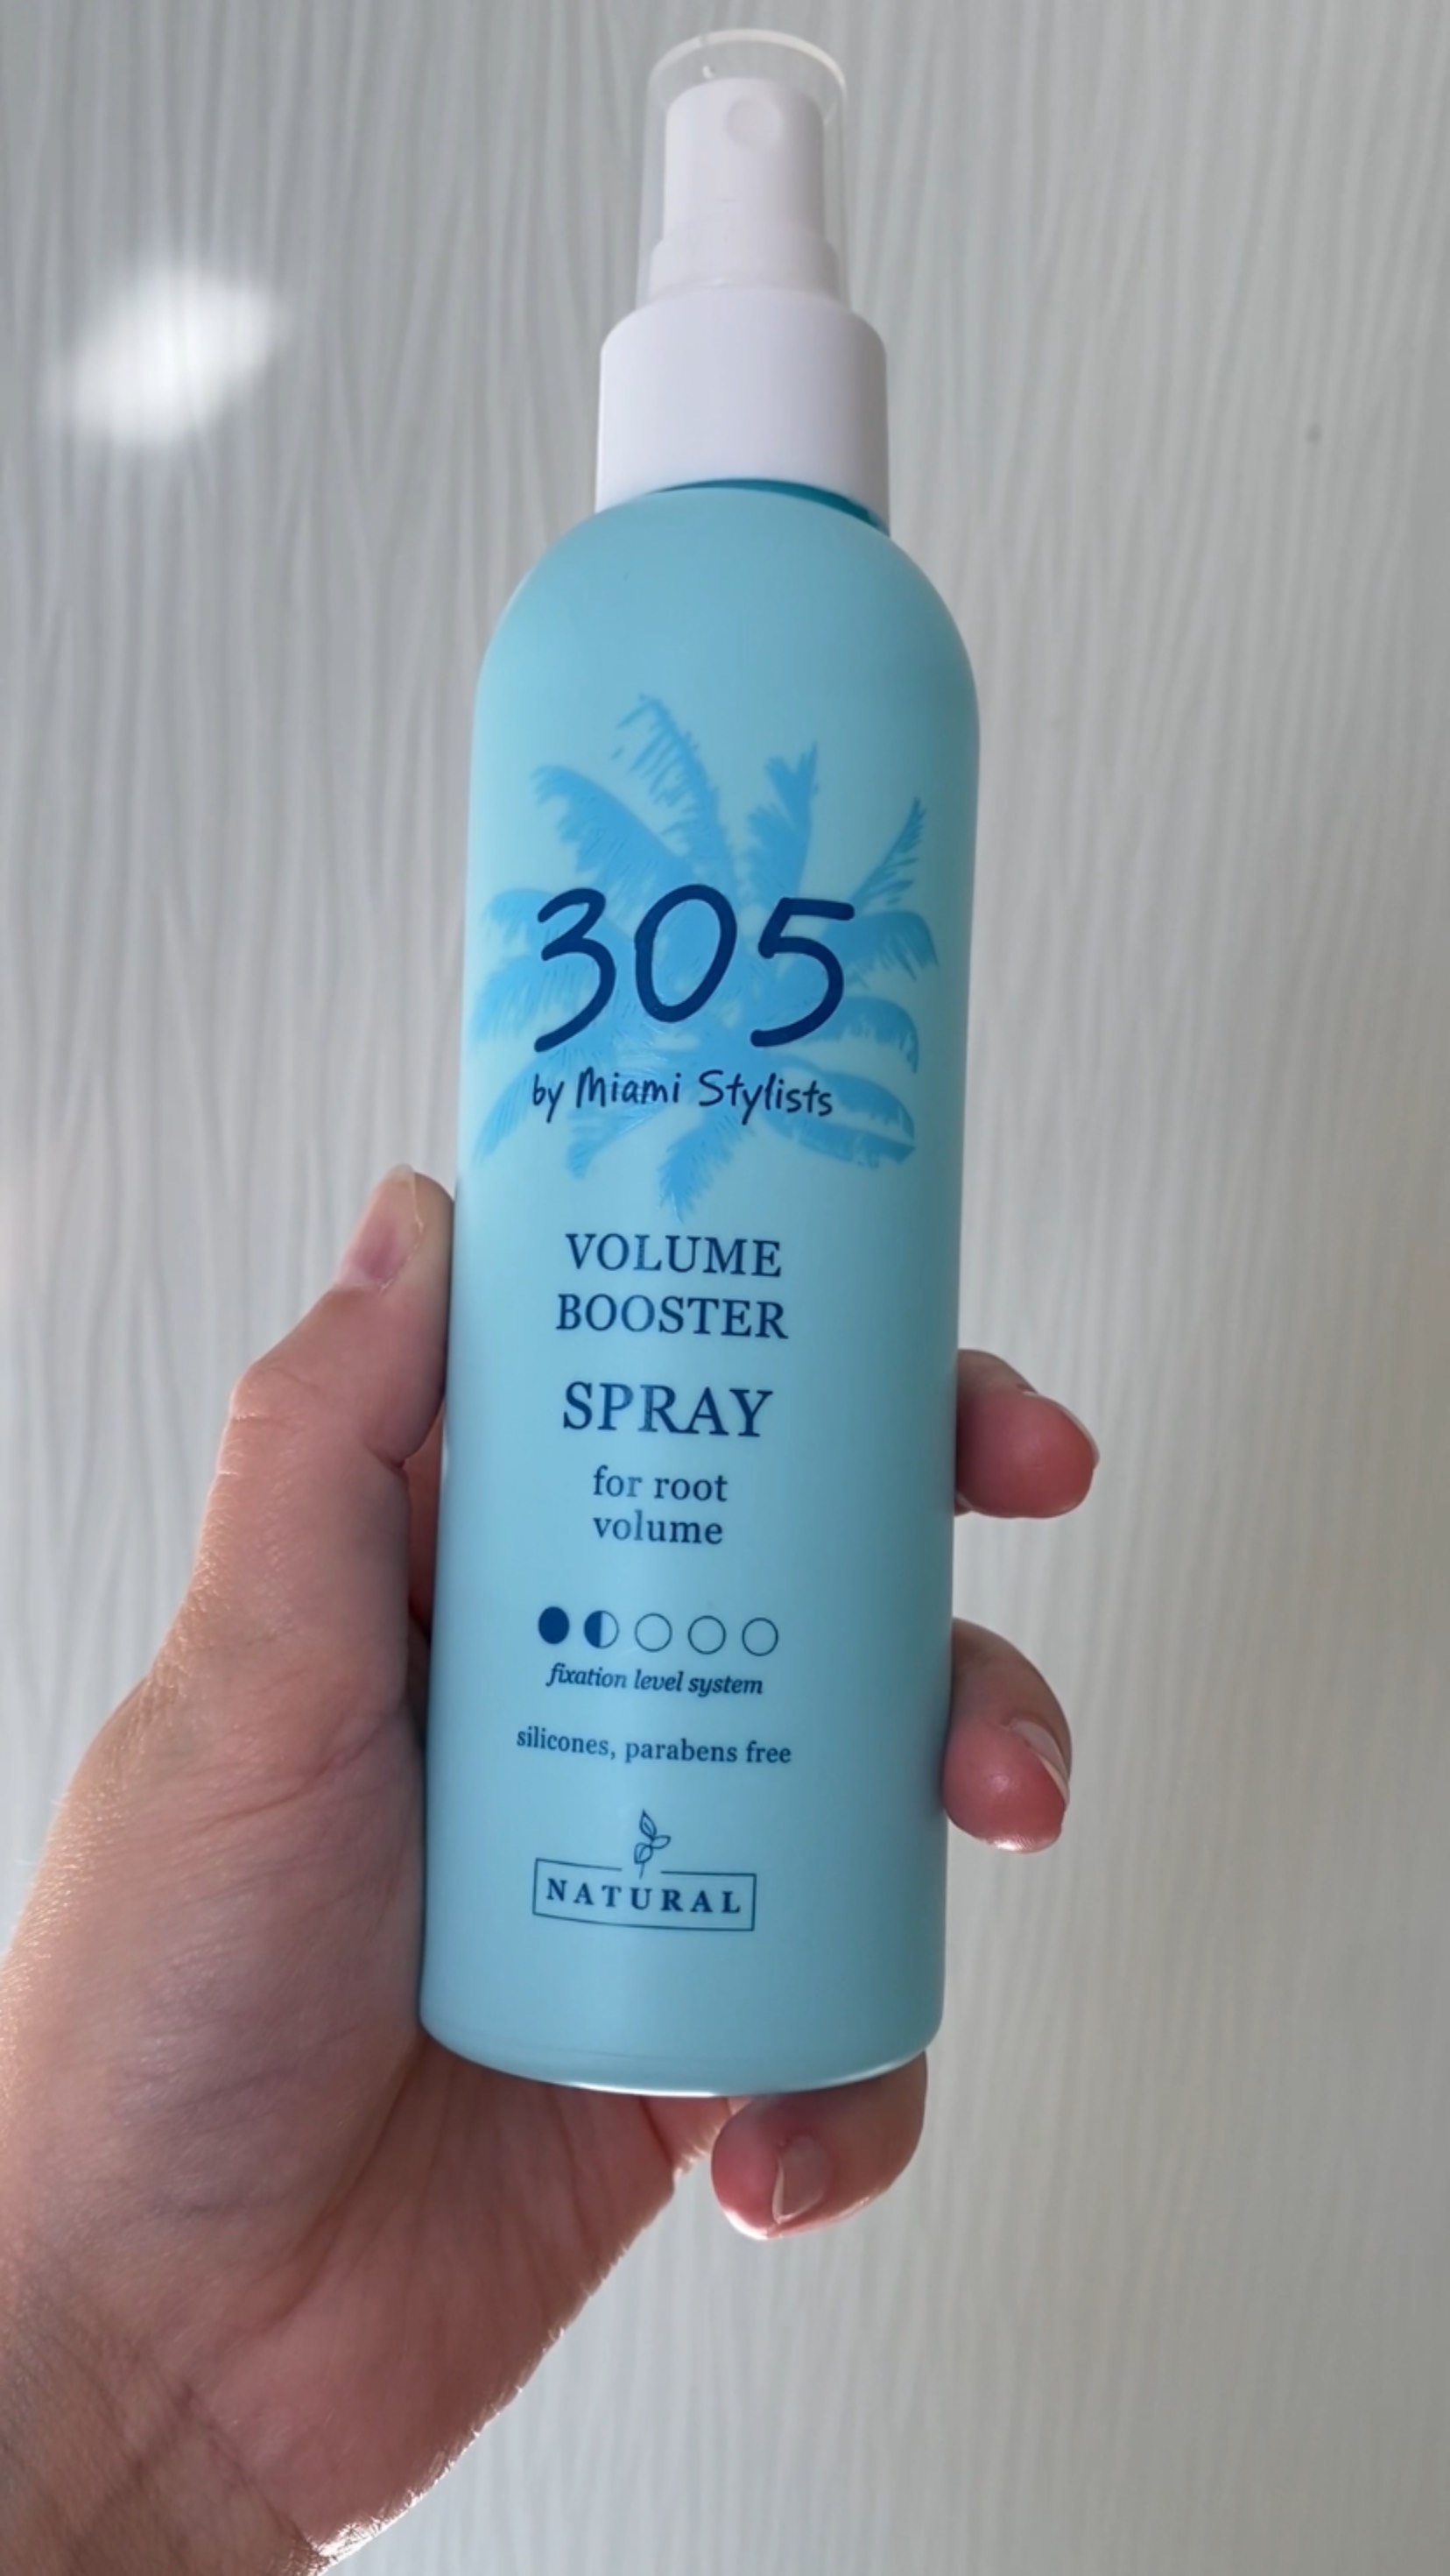 305
by Miami Stylists
VOLUME
BOOSTER
SPRAY
for root
volume
fixation level system
silicones, parabens free
NATURAL